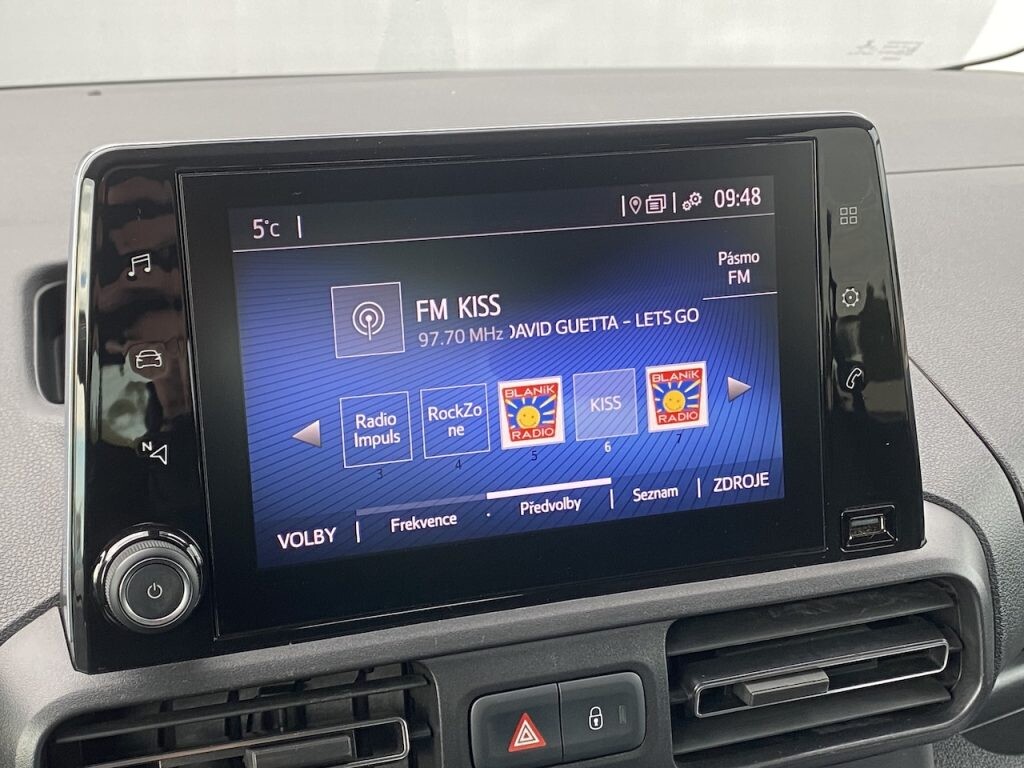 5°C
09:48
Pásmo
FM
FM KISS
97.70 MHz
DAVID GUETTA - LETS GO
Radio
Impuls
RockZo
ne
BLANÍK
RADIO
KISS
BLANÍK
RADIO
3
4
5
6
7
VOLBY
Frekvence
Předvolby
Seznam
ZDROJE
N